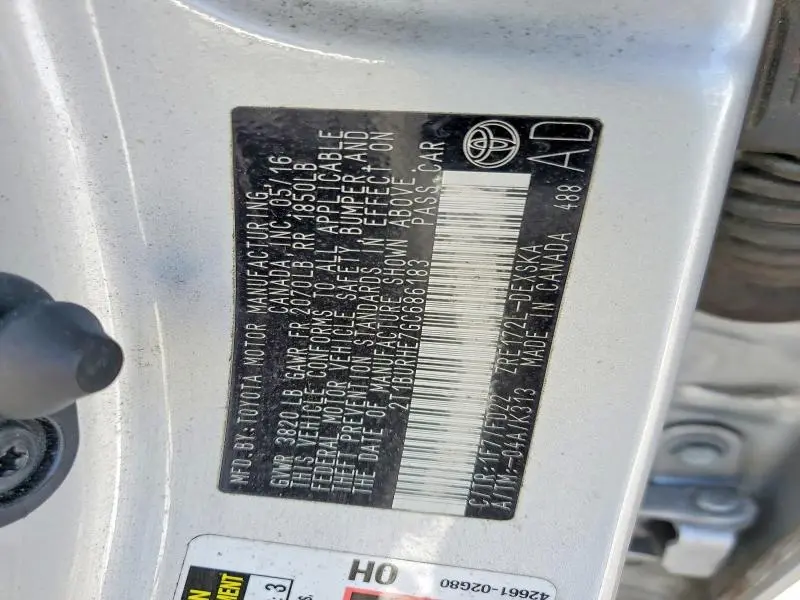 MFD BY: TOYOTA MOTOR MANUFACTURING
CANADA, INC. 05/16
GVWR 3820 LB GAWR FR 2070 LB RR 1850LB
THIS VEHICLE CONFORMS TO ALL APPLICABLE
FEDERAL MOTOR VEHICLE SAFETY BUMPER, AND
THEFT PREVENTION STANDARDS IN EFFECT ON
THE DATE OF MANUFACTURE SHOWN ABOVE.
2T1BURHE7GC686183 PASS. CAR
C/TR: 1F7/FD22 ZRE172L-DEXSKA
A/TM:-04A/K313 MADE IN CANADA 488
AD
42661-02G80
OH